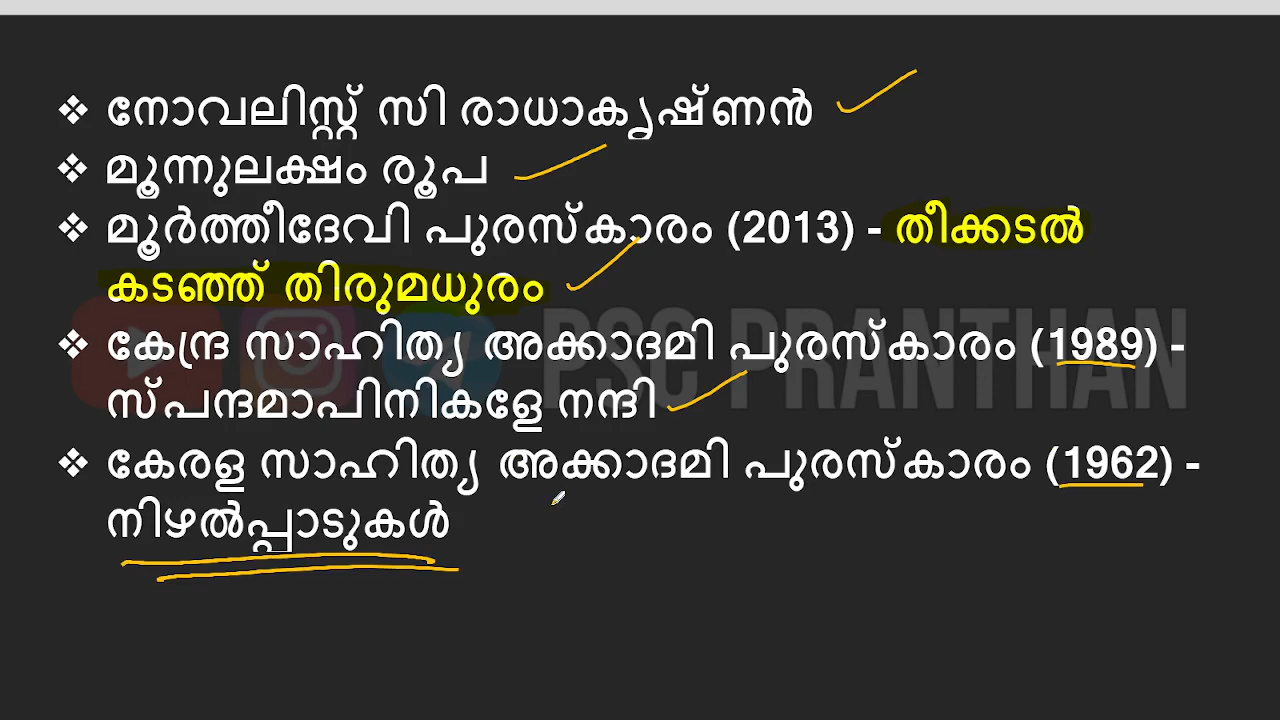 ❖ നോവലിസ്റ്റ് സി രാധാകൃഷ്ണൻ
❖ മൂന്നുലക്ഷം രൂപ
❖ മൂർത്തീദേവി പുരസ്കാരം (2013) - തീക്കടൽ
കടഞ്ഞ് തിരുമധുരം
PSC PRANTHAN
❖ കേന്ദ്ര സാഹിത്യ അക്കാദമി പുരസ്കാരം (1989) -
സ്പന്ദമാപിനികളേ നന്ദി
❖ കേരള സാഹിത്യ അക്കാദമി പുരസ്കാരം (1962) -
നിഴൽപ്പാടുകൾ